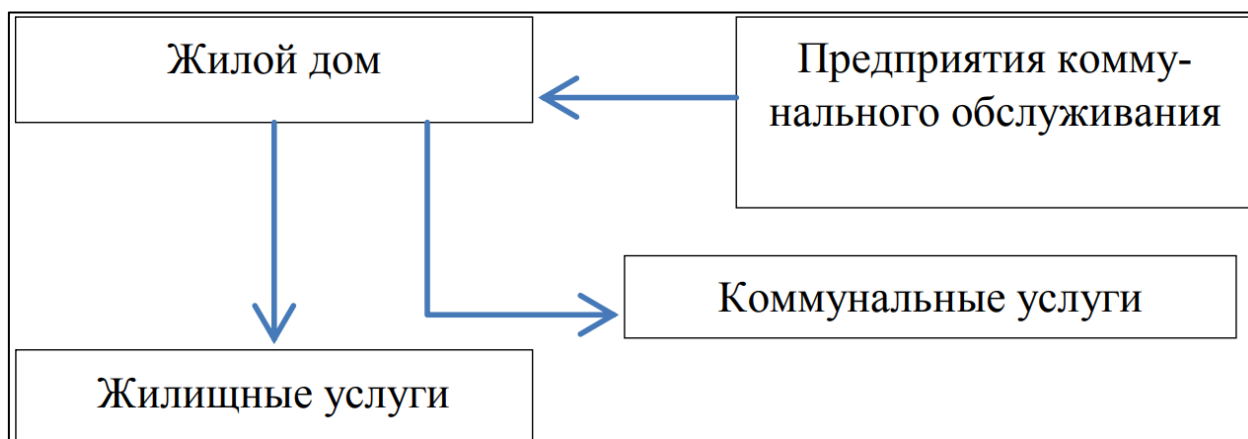 Жилой дом
Предприятия комму-
нального обслуживания
Коммунальные услуги
Жилищные услуги